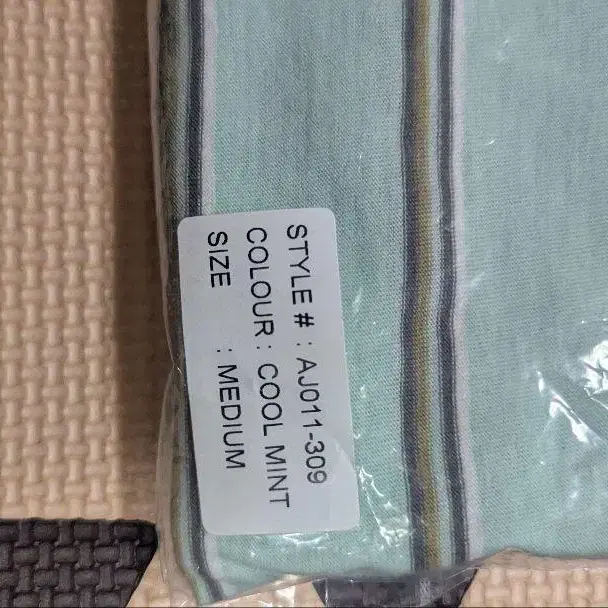 STYLE # : AJ011-309
COLOUR : COOL MINT
SIZE : MEDIUM